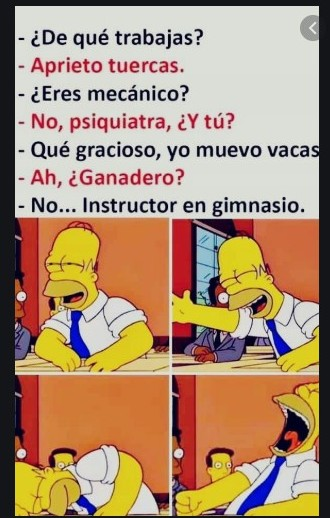 - ¿De qué trabajas?
- Aprieto tuercas.
- ¿Eres mecánico?
- No, psiquiatra, ¿Y tú?
- Qué gracioso, yo muevo vacas
- Ah, ¿Ganadero?
- No... Instructor en gimnasio.